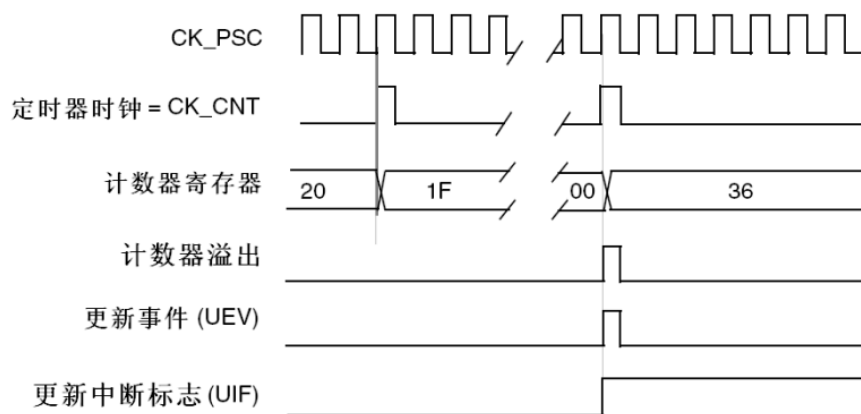 CK_PSC
定时器时钟 = CK_CNT
计数器寄存器 20 1F 00 36
计数器溢出
更新事件 (UEV)
更新中断标志 (UIF)